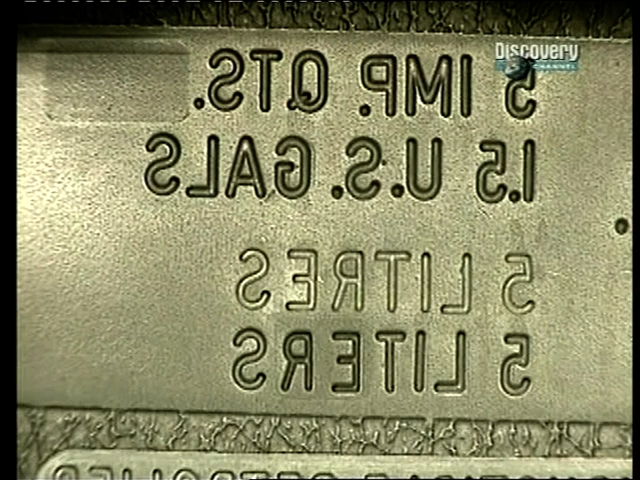 Discovery
CHANNEL
5 IMP. QTS.
1.5 U.S. GALS
5 LITRES
5 LITERS